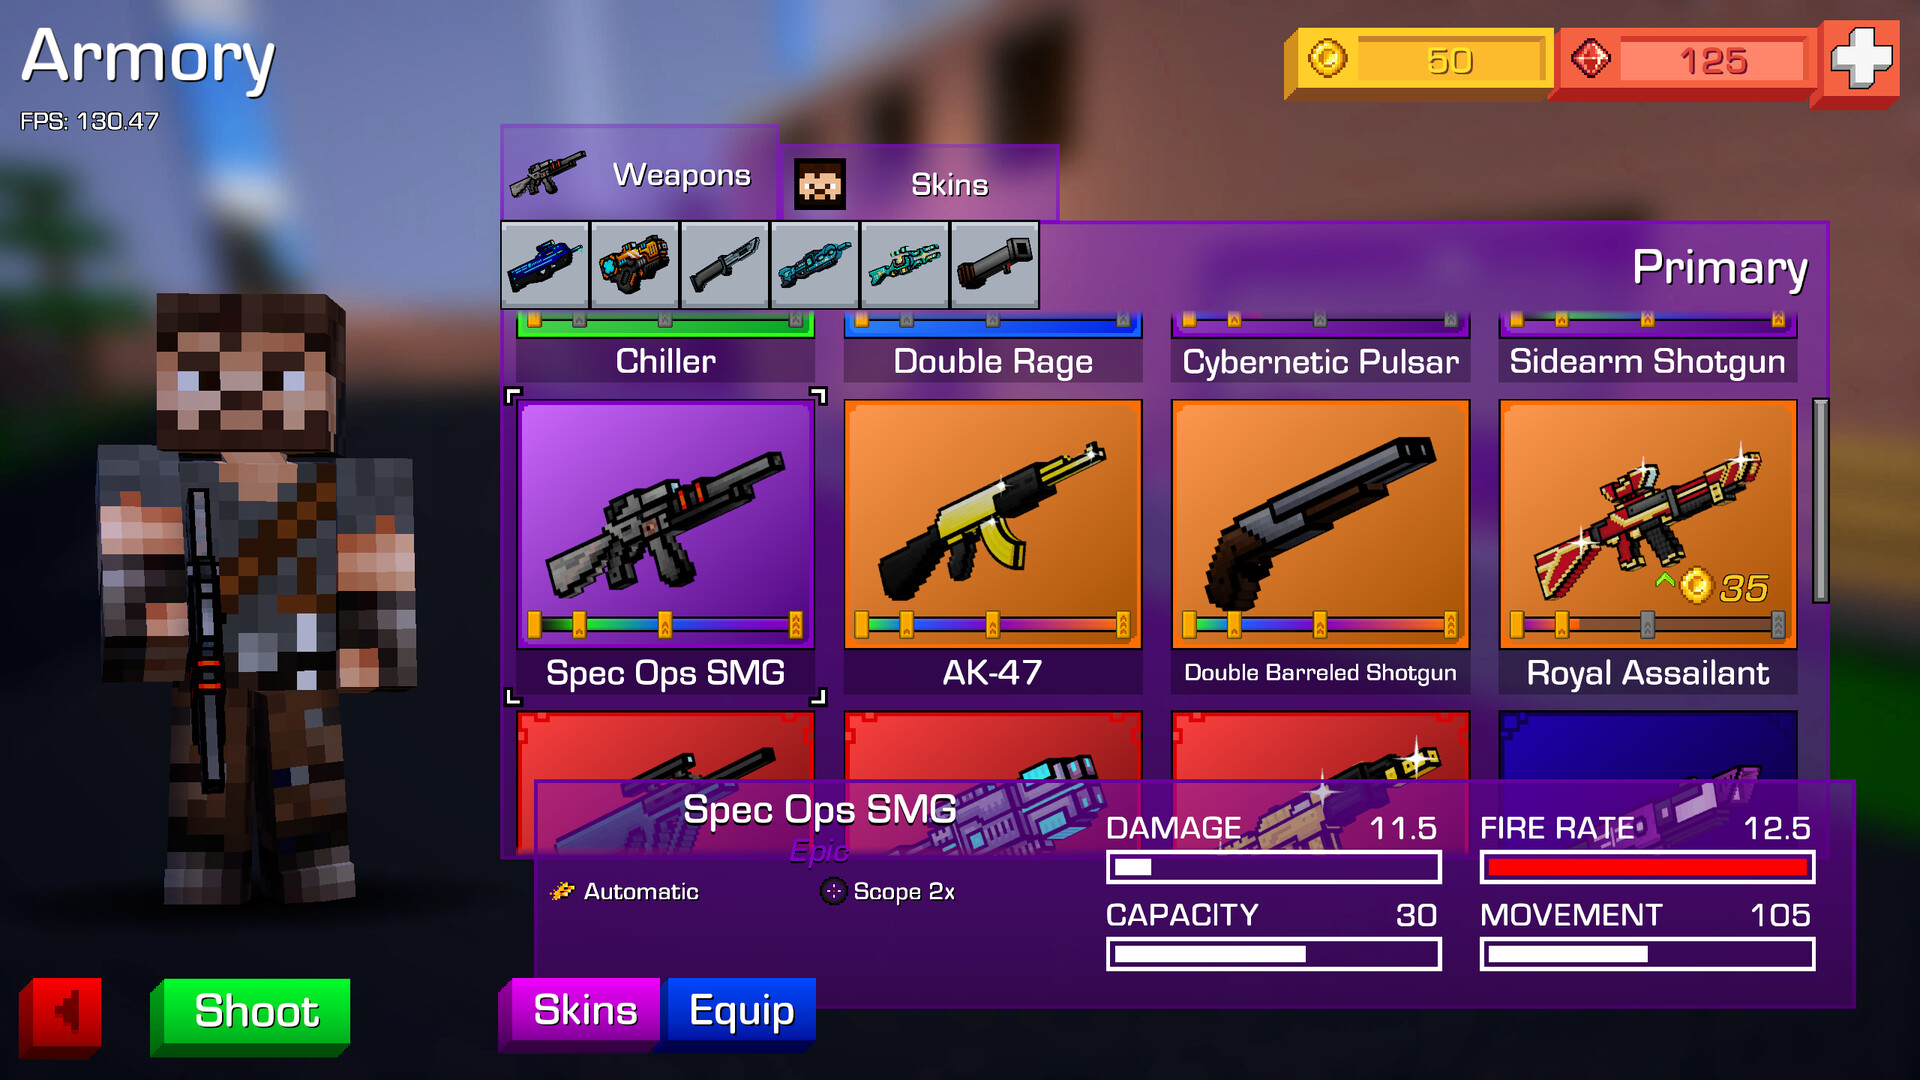 Armory
FPS: 130.47
50
125
Weapons
Skins
Primary
Chiller
Double Rage
Cybernetic Pulsar
Sidearm Shotgun
35
Spec Ops SMG
AK-47
Double Barreled Shotgun
Royal Assailant
Spec Ops SMG
Epic
Automatic
Scope 2x
DAMAGE 11.5
FIRE RATE 12.5
CAPACITY 30
MOVEMENT 105
Shoot
Skins
Equip